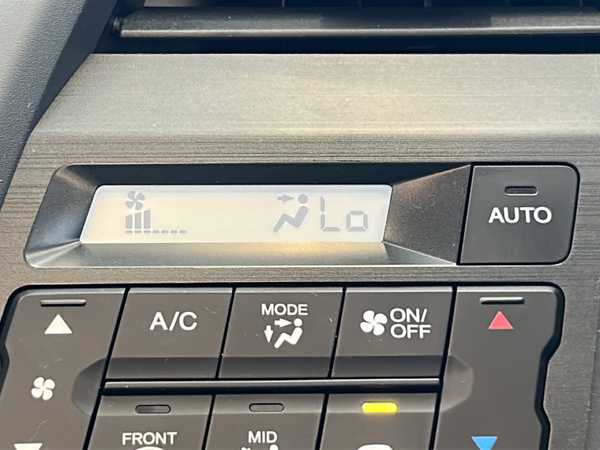 Lo
AUTO
A/C
MODE
ON/
OFF
FRONT
MID